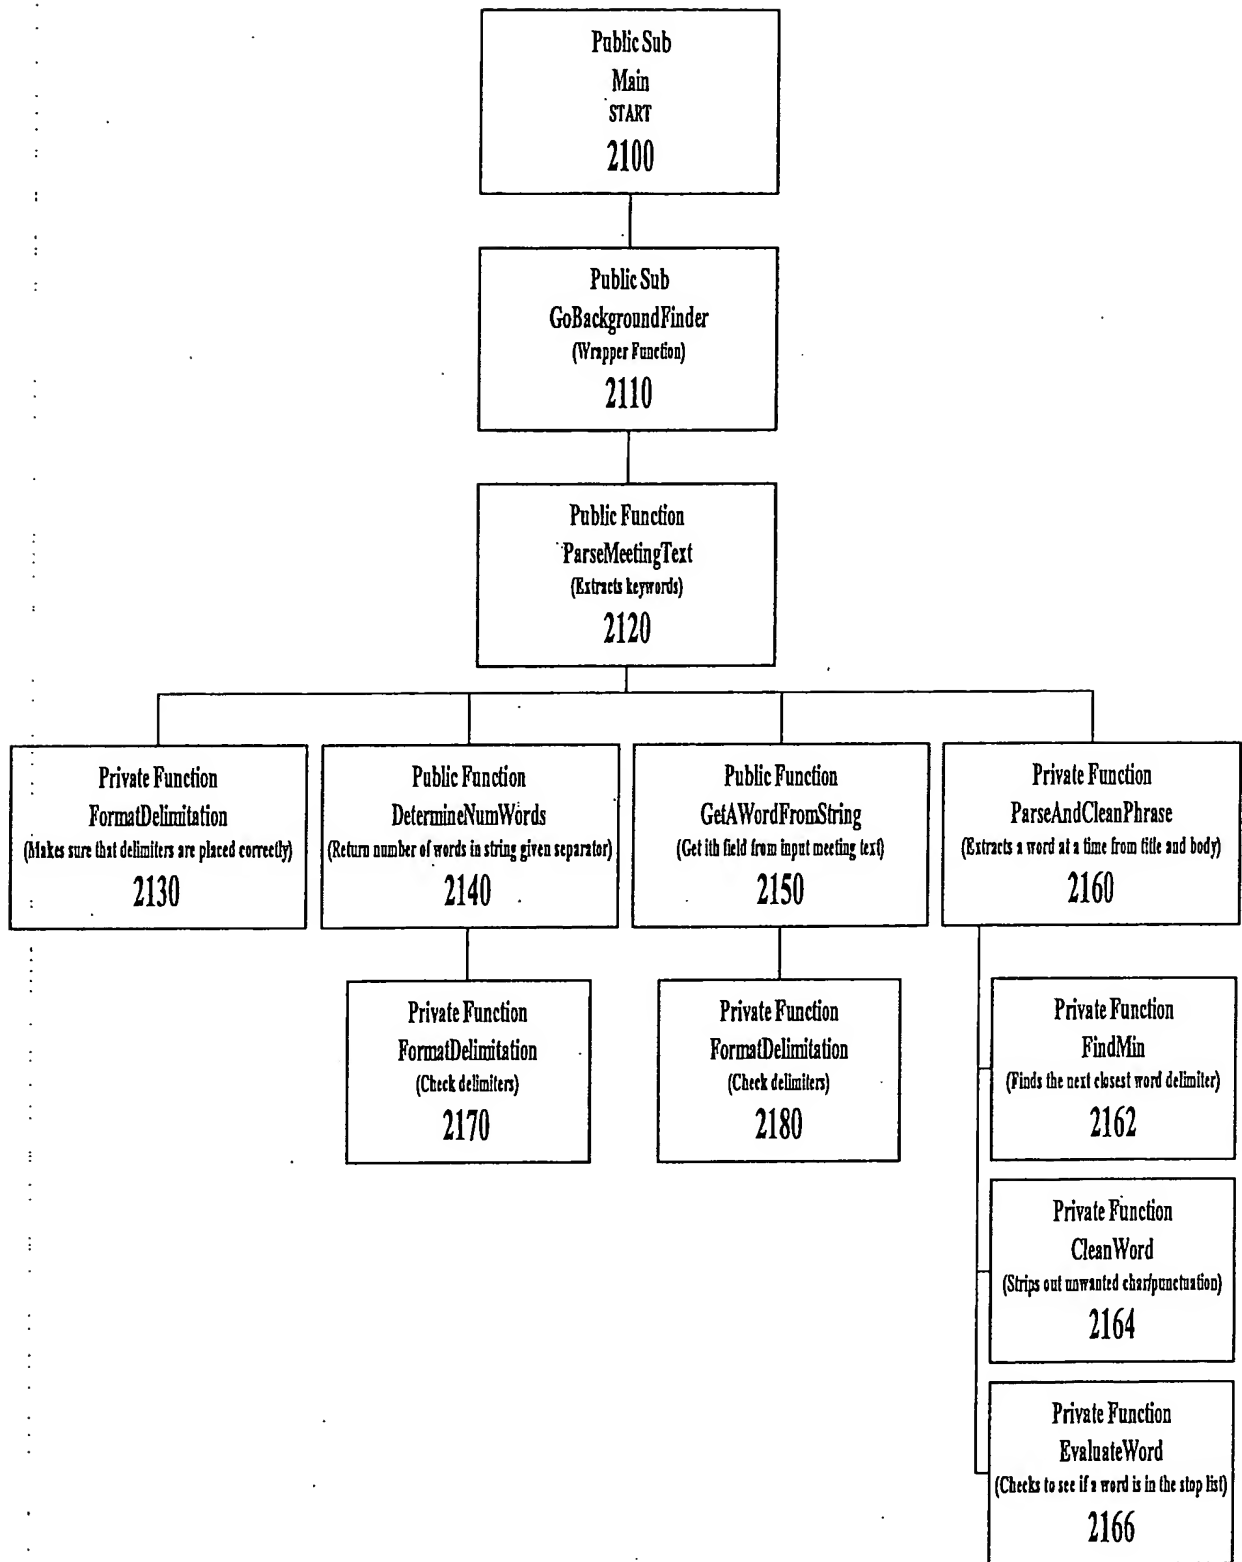 Public Sub
Main
START
2100
Public Sub
GoBackgroundFinder
(Wrapper Function)
2110
Public Function
ParseMeetingText
(Extracts keywords)
2120
Private Function
FormatDelimitation
(Makes sure that delimiters are placed correctly)
2130
Public Function
DetermineNumWords
(Return number of words in string given separator)
2140
Public Function
GetAWordFromString
(Get ith field from input meeting text)
2150
Private Function
ParseAndCleanPhrase
(Extracts a word at a time from title and body)
2160
Private Function
FormatDelimitation
(Check delimiters)
2170
Private Function
FormatDelimitation
(Check delimiters)
2180
Private Function
FindMin
(Finds the next closest word delimiter)
2162
Private Function
CleanWord
(Strips out unwanted char/punctuation)
2164
Private Function
EvaluateWord
(Checks to see if a word is in the stop list)
2166